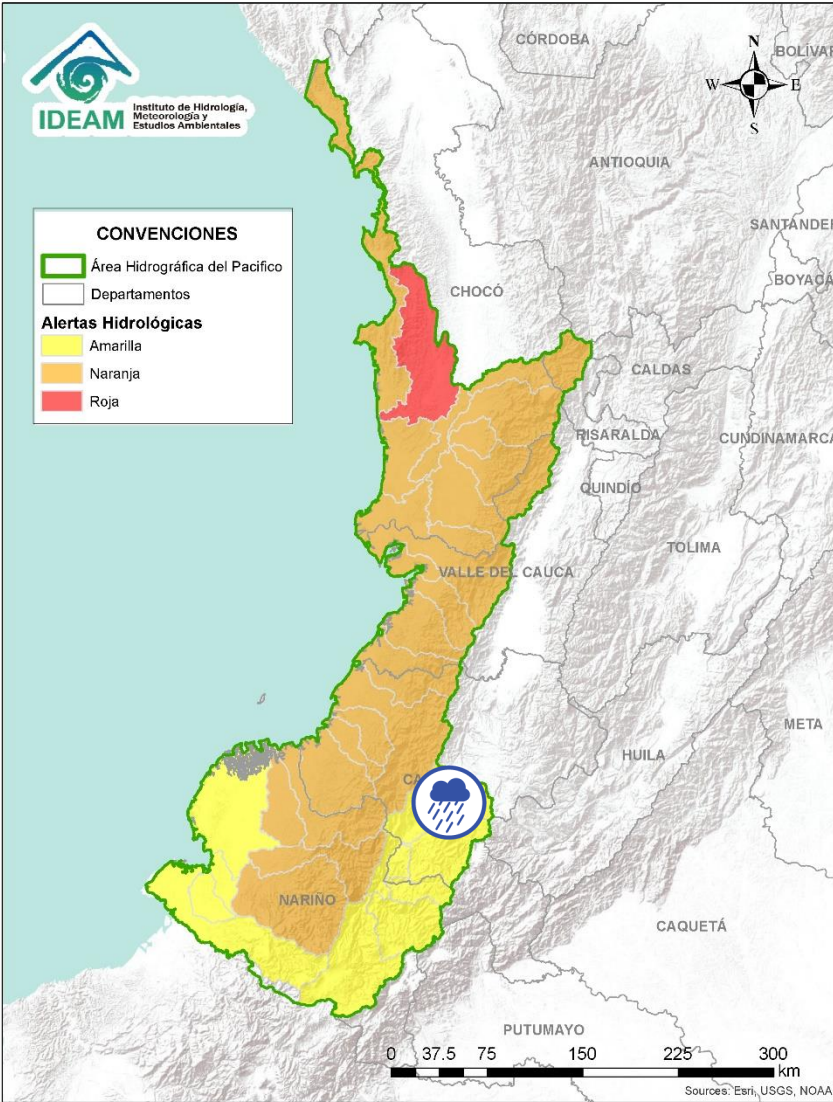 IDEAM
Instituto de Hidrología,
Meteorología y
Estudios Ambientales
N
W
E
S
CÓRDOBA
BOLÍVAR
ANTIOQUIA
SANTANDER
BOYACÁ
CHOCÓ
CONVENCIONES
Área Hidrográfica del Pacifico
Departamentos
Alertas Hidrológicas
Amarilla
Naranja
Roja
CALDAS
RISARALDA
CUNDINAMARCA
QUINDÍO
TOLIMA
VALLE DEL CAUCA
META
HUILA
CA
NARIÑO
CAQUETÁ
PUTUMAYO
0 37.5 75 150 225 300
km
Sources: Esri, USGS, NOAA